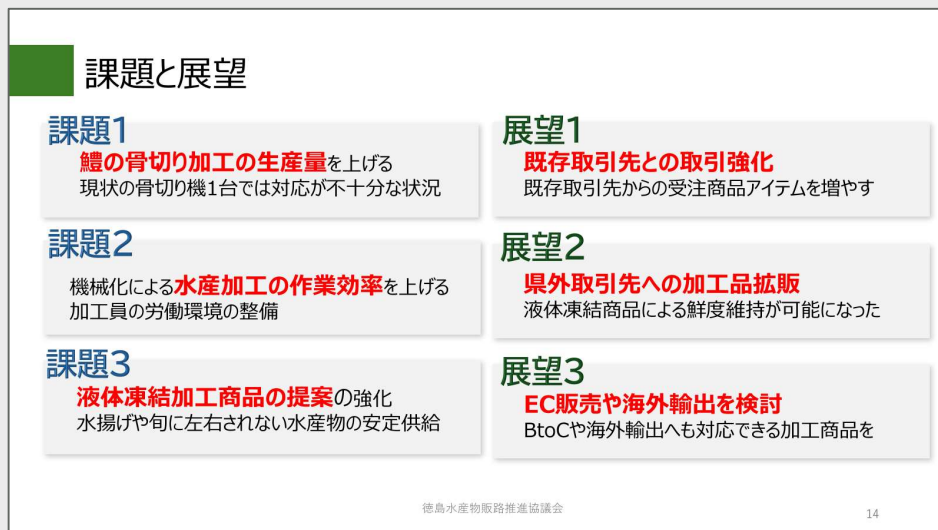 課題と展望
課題1
鱧の骨切り加工の生産量を上げる
現状の骨切り機1台では対応が不十分な状況
課題2
機械化による水産加工の作業効率を上げる
加工員の労働環境の整備
課題3
液体凍結加工商品の提案の強化
水揚げや旬に左右されない水産物の安定供給
展望1
既存取引先との取引強化
既存取引先からの受注商品アイテムを増やす
展望2
県外取引先への加工品拡販
液体凍結商品による鮮度維持が可能になった
展望3
EC販売や海外輸出を検討
BtoCや海外輸出へも対応できる加工商品を
徳島水産物販路推進協議会
14